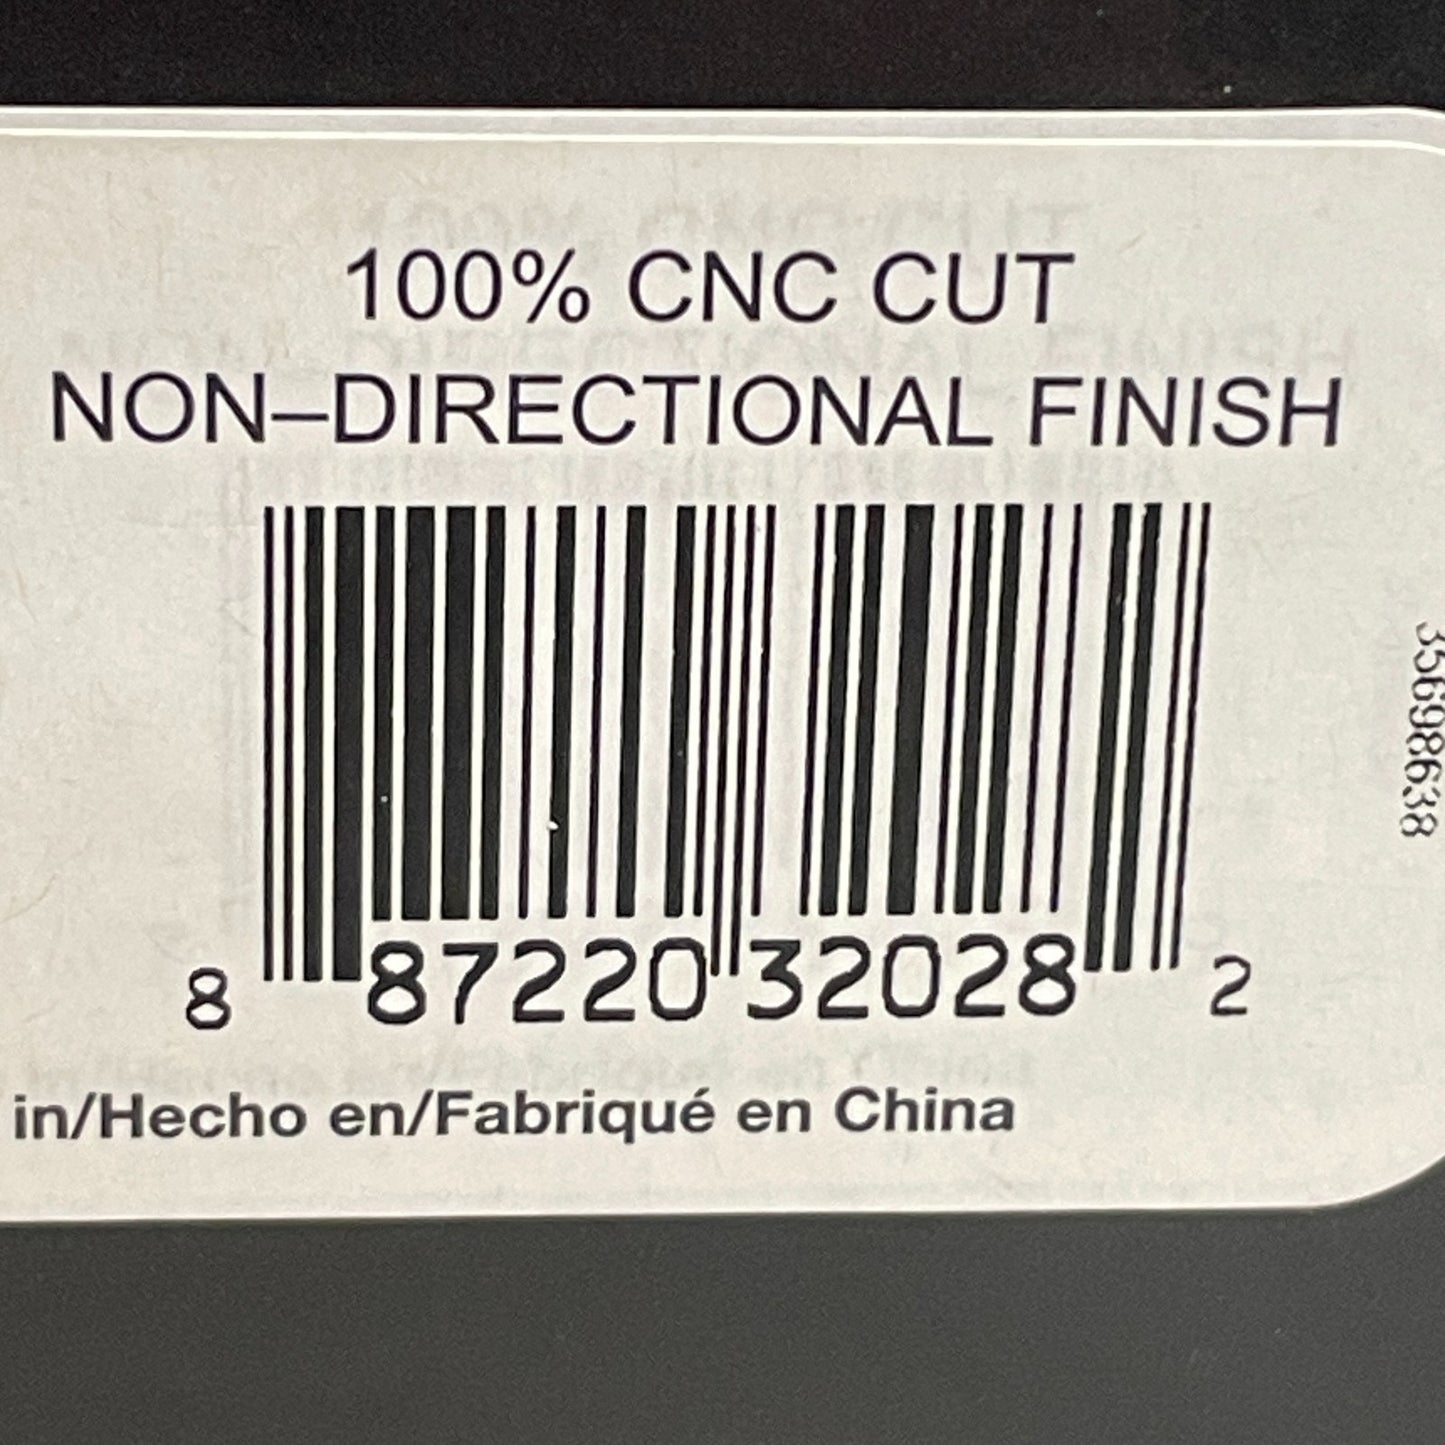 100% CNC CUT
NON–DIRECTIONAL FINISH
8 87220 32028 2
in/Hecho en/Fabriqué en China
35698638